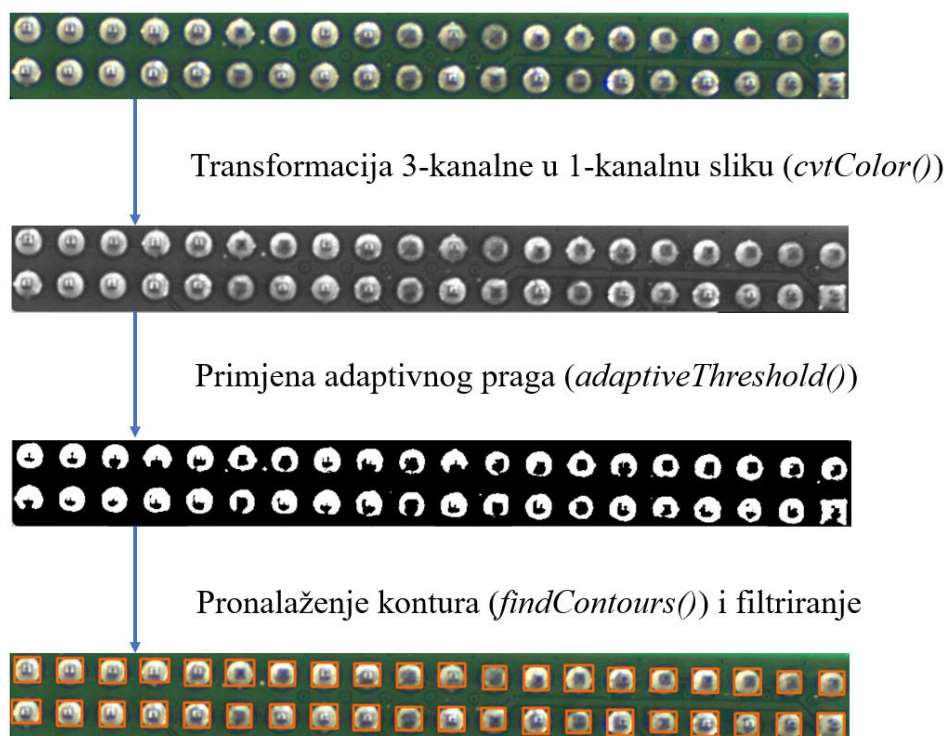 Transformacija 3-kanalne u 1-kanalnu sliku (cvtColor())
Primjena adaptivnog praga (adaptiveThreshold())
Pronalaženje kontura (findContours()) i filtriranje